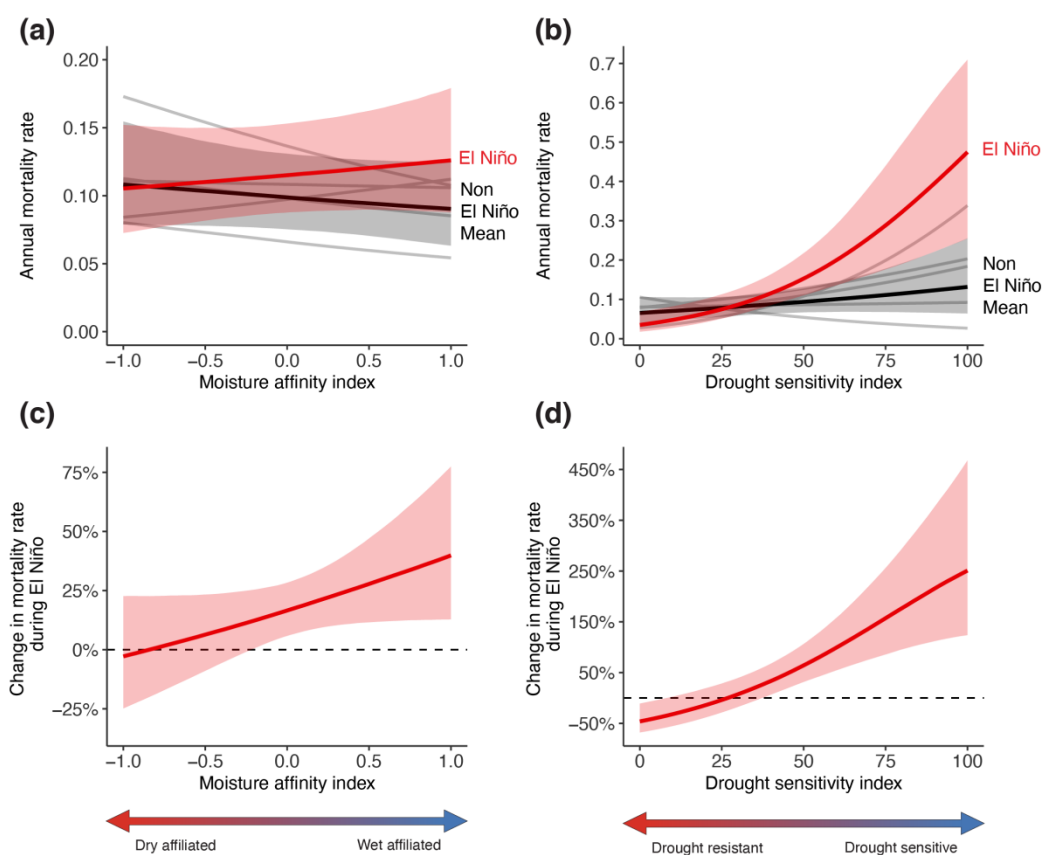 (a)
Annual mortality rate
0.20
0.15
0.10
0.05
0.00
El Niño
Non
El Niño
Mean
−1.0 −0.5 0.0 0.5 1.0
Moisture affinity index
(b)
Annual mortality rate
0.7
0.6
0.5
0.4
0.3
0.2
0.1
0.0
El Niño
Non
El Niño
Mean
0 25 50 75 100
Drought sensitivity index
(c)
Change in mortality rate
during El Niño
75%
50%
25%
0%
−25%
−1.0 −0.5 0.0 0.5 1.0
Moisture affinity index
Dry affiliated Wet affiliated
(d)
Change in mortality rate
during El Niño
450%
350%
250%
150%
50%
−50%
0 25 50 75 100
Drought sensitivity index
Drought resistant Drought sensitive